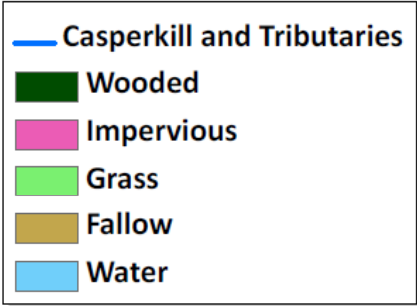 Casperkill and Tributaries
Wooded
Impervious
Grass
Fallow
Water